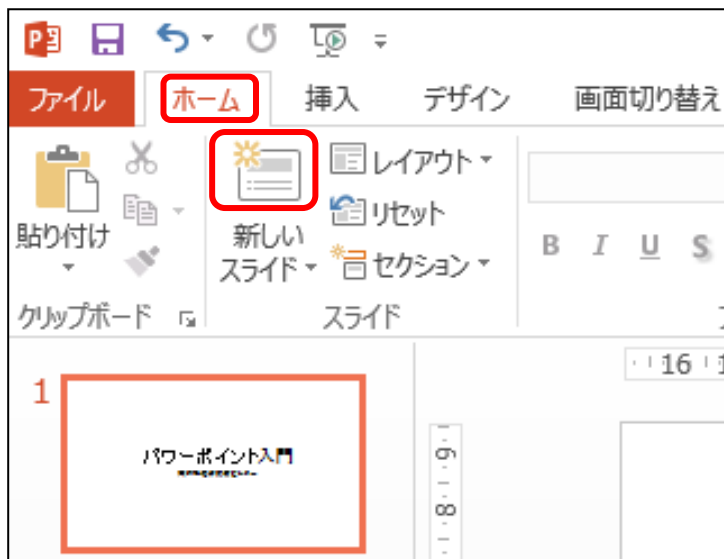 ファイル ホーム 挿入 デザイン 画面切り替え
レイアウト
リセット
貼り付け 新しい
スライド セクション
B I U S
クリップボード スライド
16
1
パワーポイント入門
9
8